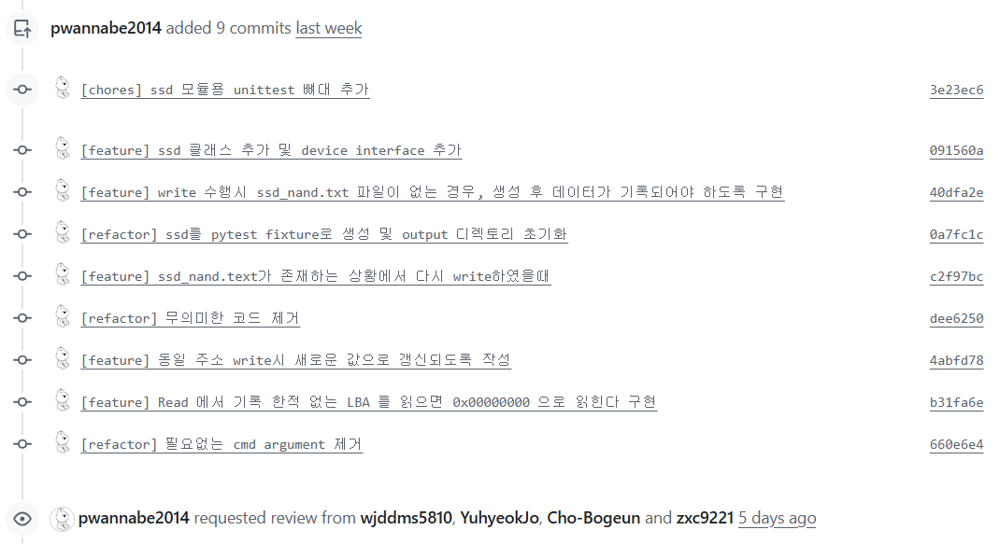 pwannabe2014 added 9 commits last week
[chores] ssd 모듈용 unittest 뼈대 추가 3e23ec6
[feature] ssd 클래스 추가 및 device interface 추가 091560a
[feature] write 수행시 ssd_nand.txt 파일이 없는 경우, 생성 후 데이터가 기록되어야 하도록 구현 40dfa2e
[refactor] ssd를 pytest fixture로 생성 및 output 디렉토리 초기화 0a7fc1c
[feature] ssd_nand.text가 존재하는 상황에서 다시 write하였을때 c2f97bc
[refactor] 무의미한 코드 제거 dee6250
[feature] 동일 주소 write시 새로운 값으로 갱신되도록 작성 4abfd78
[feature] Read 에서 기록 한적 없는 LBA 를 읽으면 0x00000000 으로 읽힌다 구현 b31fa6e
[refactor] 필요없는 cmd argument 제거 660e6e4
pwannabe2014 requested review from wjddms5810, YuhyeokJo, Cho-Bogeun and zxc9221 5 days ago